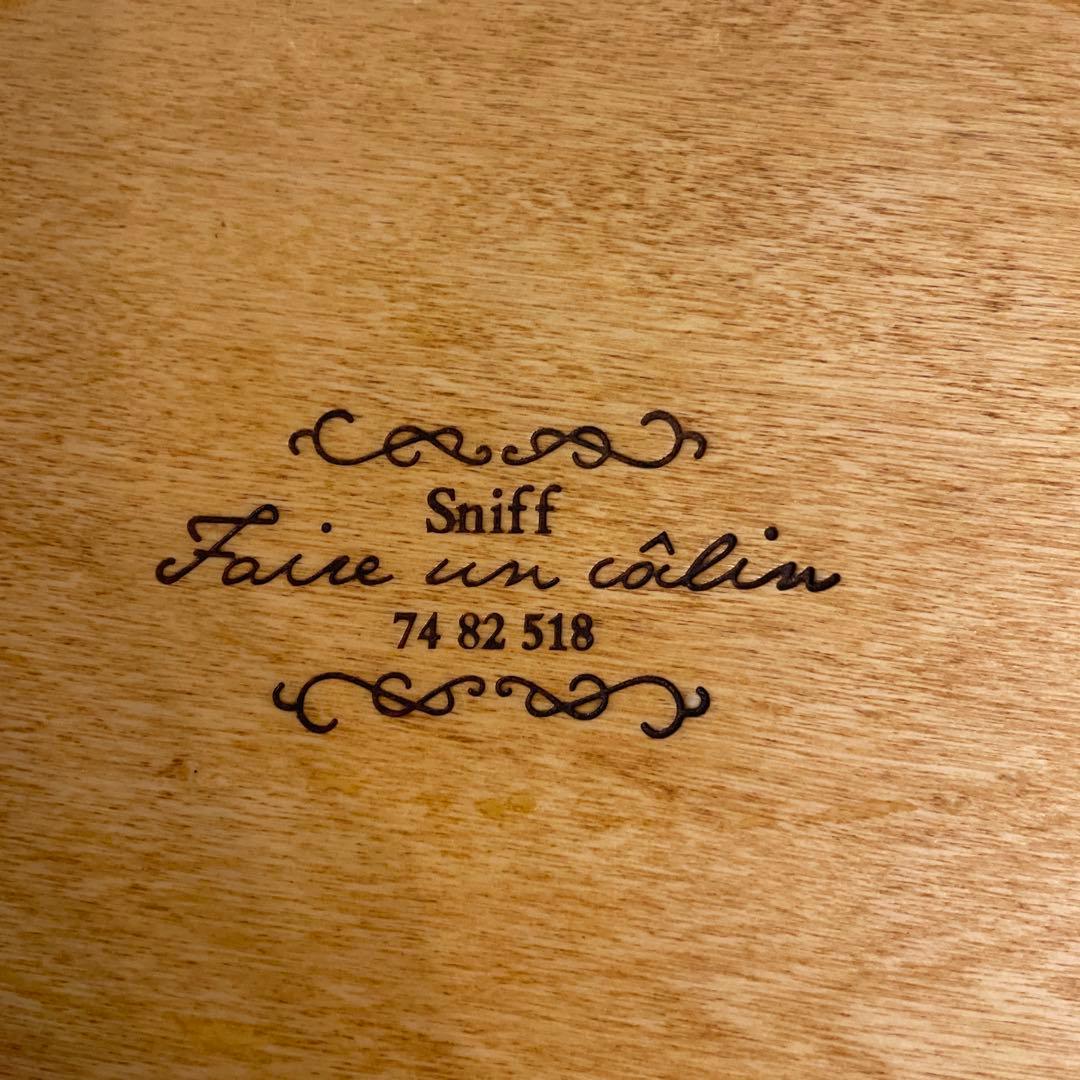 Sniff
Faire un câlin
74 82 518